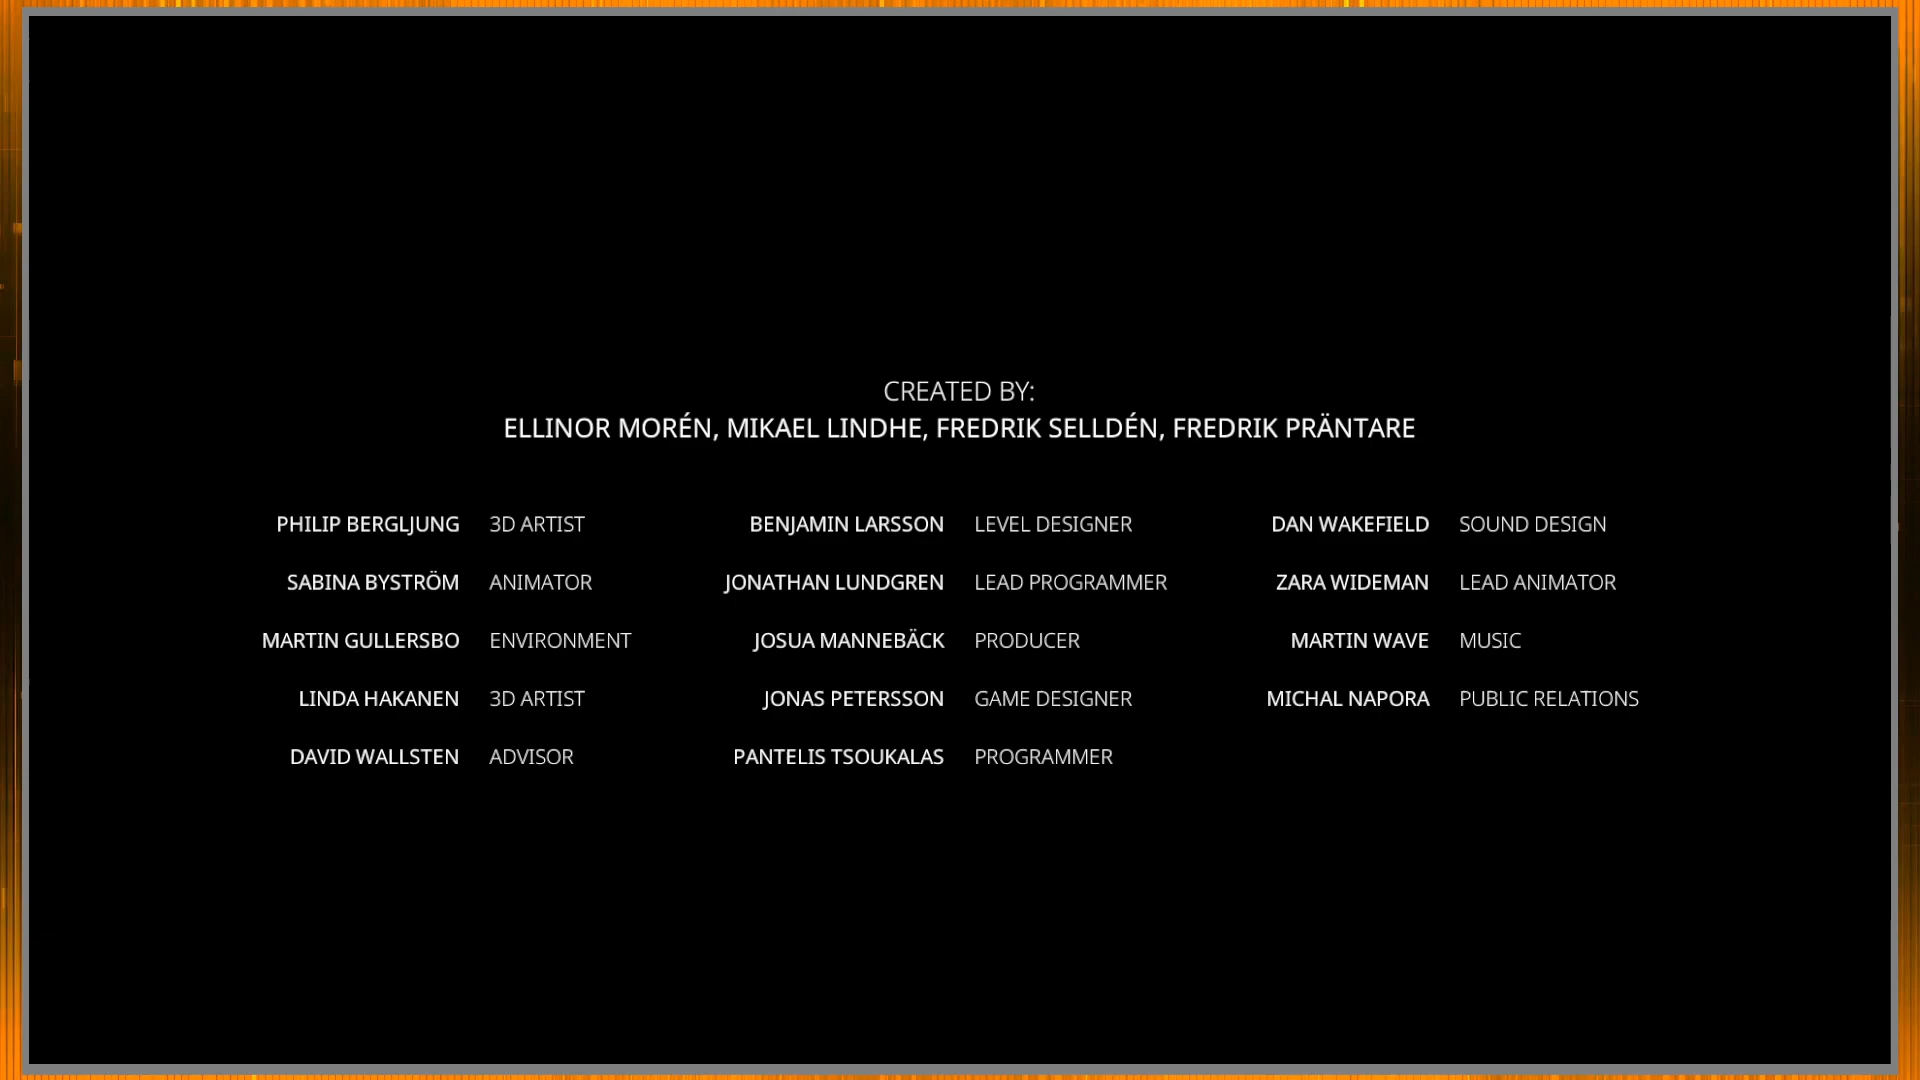 CREATED BY:
ELLINOR MORÉN, MIKAEL LINDHE, FREDRIK SELLDÉN, FREDRIK PRÄNTARE
PHILIP BERGLJUNG 3D ARTIST BENJAMIN LARSSON LEVEL DESIGNER DAN WAKEFIELD SOUND DESIGN
SABINA BYSTRÖM ANIMATOR JONATHAN LUNDGREN LEAD PROGRAMMER ZARA WIDEMAN LEAD ANIMATOR
MARTIN GULLERSBO ENVIRONMENT JOSUA MANNEBÄCK PRODUCER MARTIN WAVE MUSIC
LINDA HAKANEN 3D ARTIST JONAS PETERSSON GAME DESIGNER MICHAL NAPORA PUBLIC RELATIONS
DAVID WALLSTEN ADVISOR PANTELIS TSOUKALAS PROGRAMMER